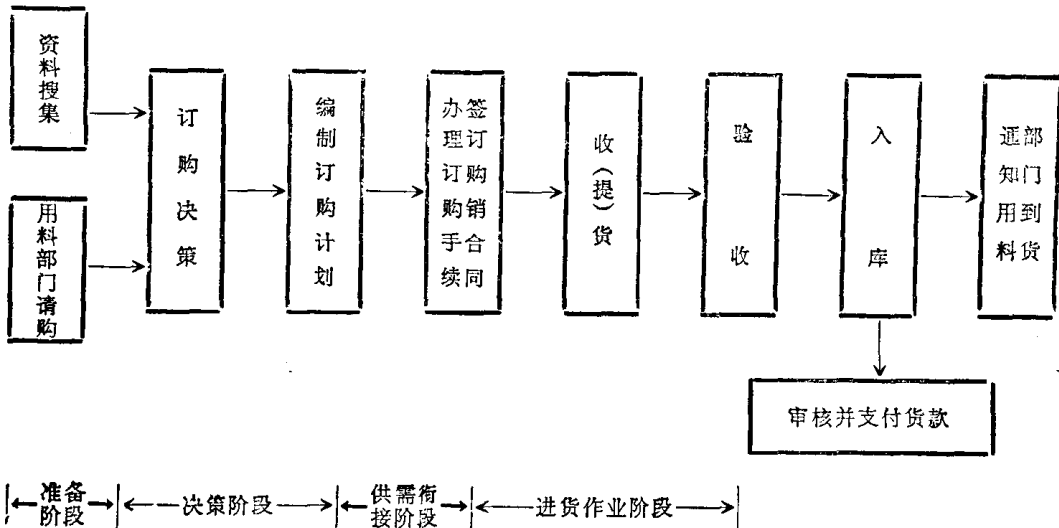 资料搜集
用料部门请购
订购决策
编制订购计划
办理订购手续
签订购销合同
收（提）货
验收
入库
通知用料
部门到货
审核并支付货款
准备
阶段
决策阶段
供需衔
接阶段
进货作业阶段